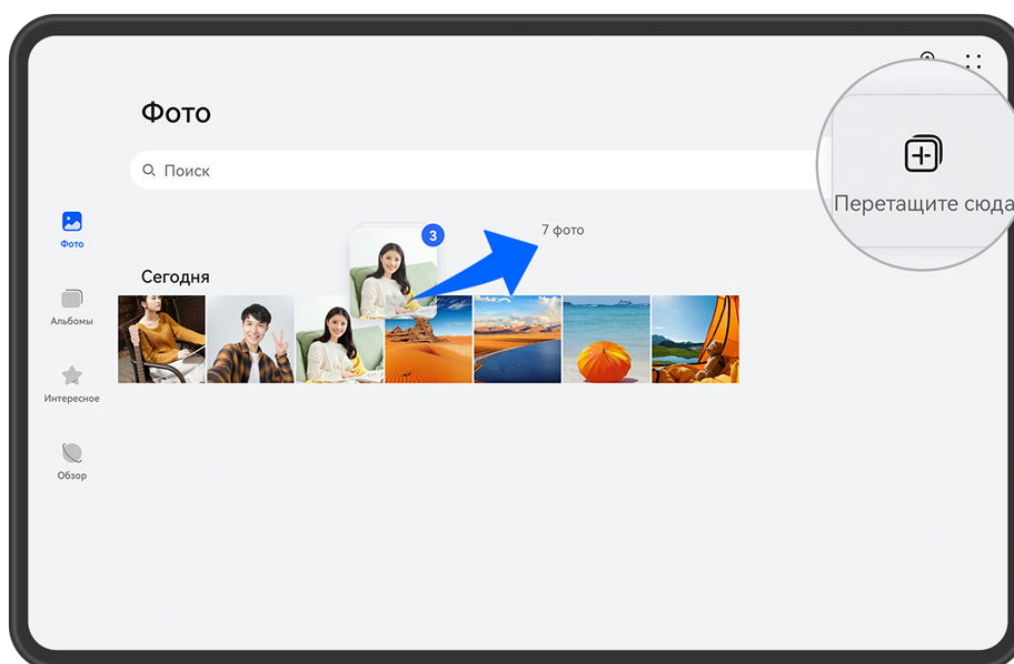 Фото
Поиск
Перетащите сюда
Фото
3
7 фото
Сегодня
Альбомы
Интересное
Обзор